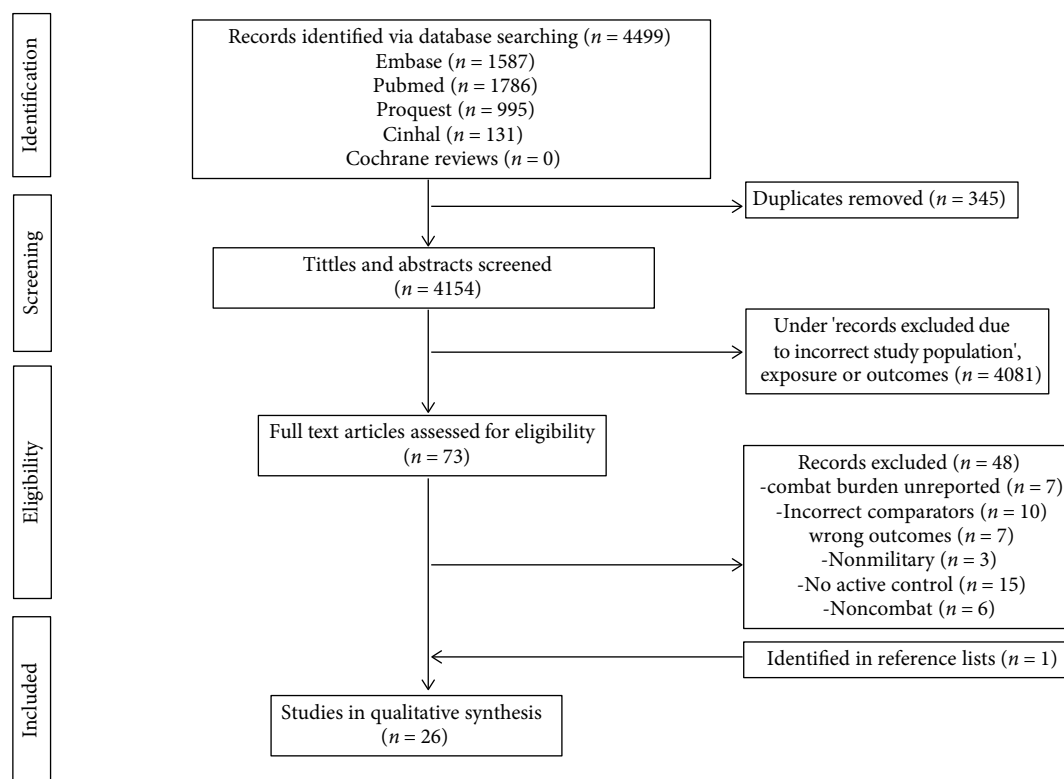 Identification
Records identified via database searching (n = 4499)
Embase (n = 1587)
Pubmed (n = 1786)
Proquest (n = 995)
Cinhal (n = 131)
Cochrane reviews (n = 0)
Duplicates removed (n = 345)
Screening
Tittles and abstracts screened
(n = 4154)
Under 'records excluded due
to incorrect study population',
exposure or outcomes (n = 4081)
Eligibility
Full text articles assessed for eligibility
(n = 73)
Records excluded (n = 48)
-combat burden unreported (n = 7)
-Incorrect comparators (n = 10)
wrong outcomes (n = 7)
-Nonmilitary (n = 3)
-No active control (n = 15)
-Noncombat (n = 6)
Included
Identified in reference lists (n = 1)
Studies in qualitative synthesis
(n = 26)